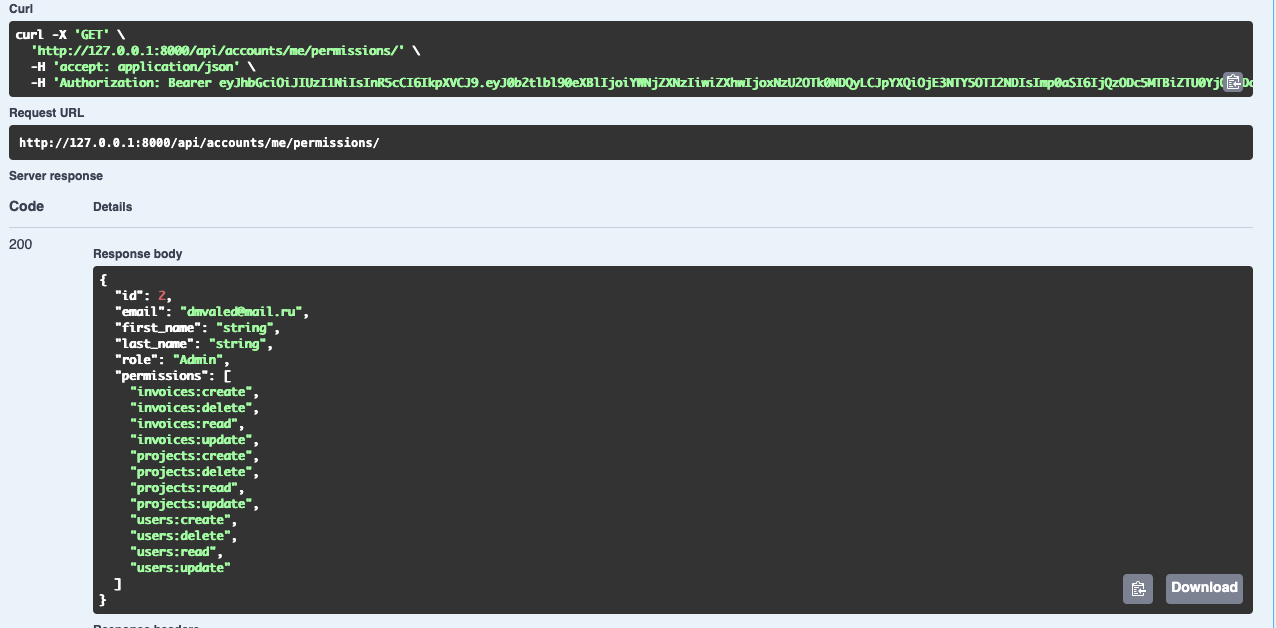 Curl
curl -X 'GET' \
'http://127.0.0.1:8000/api/accounts/me/permissions/' \
-H 'accept: application/json' \
-H 'Authorization: Bearer eyJhbGciOiJIUzI1NiIsInR5cCI6IkpXVCJ9.eyJ0b2tlbl90eXBlIjoiYWNjZXNzIiwiZXhwIjoxNzU2OTk0NDQyLCJpYXQiOjE3NTY5OTI2NDIsImp0aSI6IjQzODc5MTBiZTU0Yj
Request URL
http://127.0.0.1:8000/api/accounts/me/permissions/
Server response
Code Details
200
Response body
{
"id": 2,
"email": "dmvaled@mail.ru",
"first_name": "string",
"last_name": "string",
"role": "Admin",
"permissions": [
"invoices:create",
"invoices:delete",
"invoices:read",
"invoices:update",
"projects:create",
"projects:delete",
"projects:read",
"projects:update",
"users:create",
"users:delete",
"users:read",
"users:update"
]
}
Download
Response headers